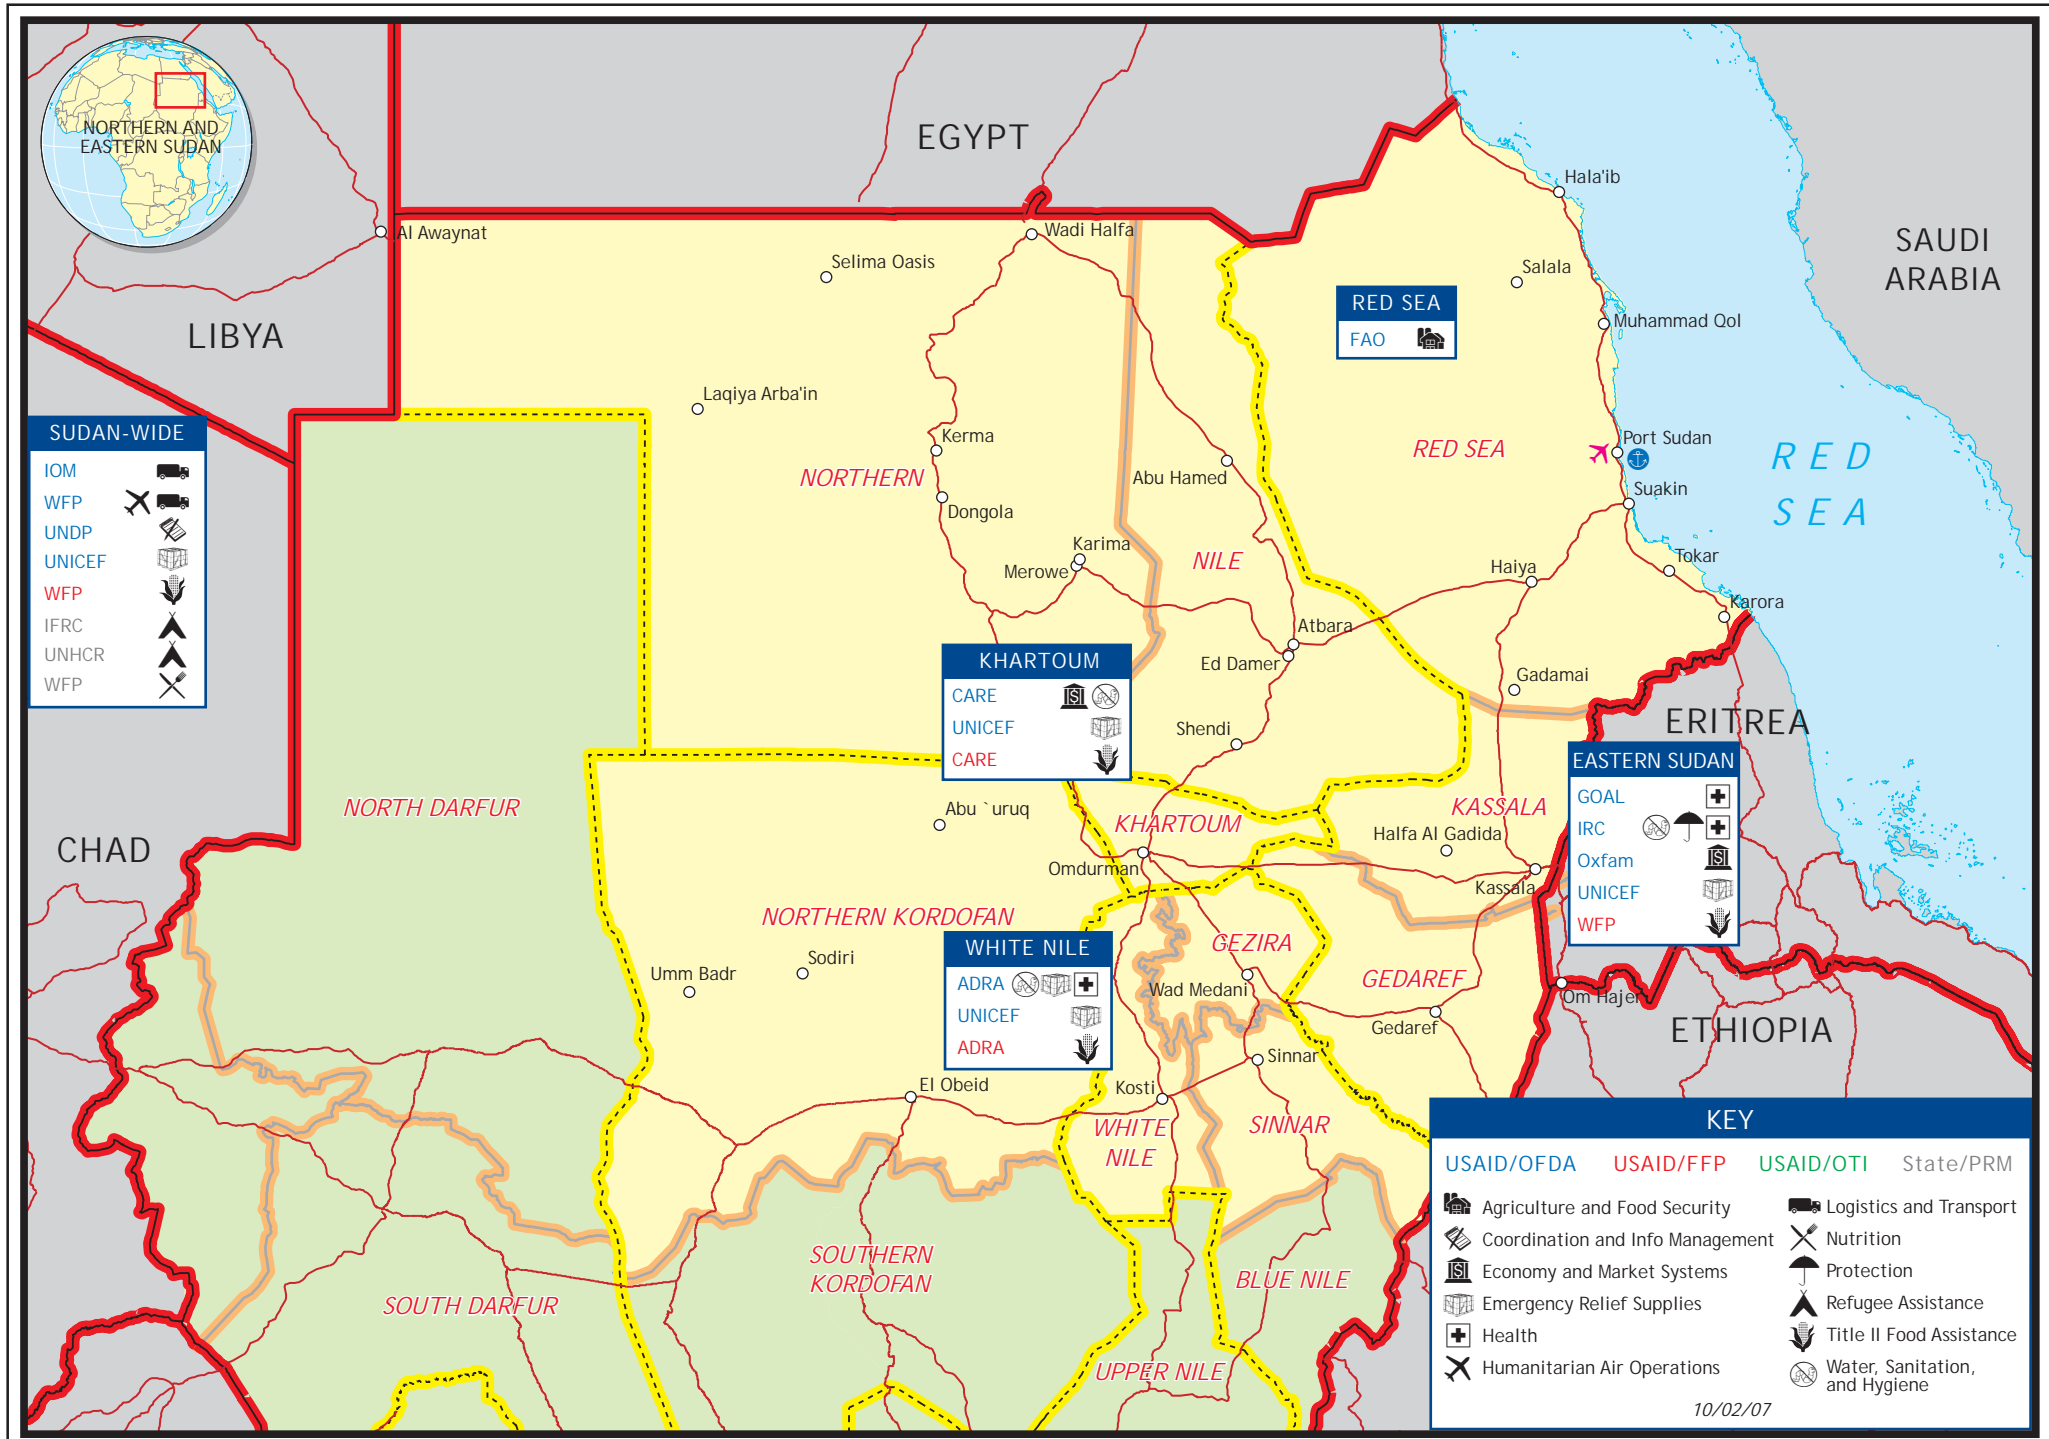 NORTHERN AND
EASTERN SUDAN
EGYPT
LIBYA
SAUDI
ARABIA
CHAD
ERITREA
ETHIOPIA
RED
SEA
Al Awaynat
Wadi Halfa
Selima Oasis
Hala'ib
Salala
Muhammad Qol
Laqiya Arba'in
Kerma
Dongola
Abu Hamed
Port Sudan
Suakin
Karima
Merowe
Haiya
Tokar
Karora
Atbara
Ed Damer
Gadamai
Shendi
Abu `uruq
Halfa Al Gadida
Omdurman
Kassala
Sodiri
Umm Badr
Wad Medani
Gedaref
Om Hajer
Sinnar
El Obeid
Kosti
NORTHERN
NILE
RED SEA
NORTH DARFUR
KHARTOUM
KASSALA
NORTHERN KORDOFAN
GEZIRA
GEDAREF
WHITE
NILE
SINNAR
SOUTHERN
KORDOFAN
SOUTH DARFUR
BLUE NILE
UPPER NILE
SUDAN-WIDE
IOM
WFP
UNDP
UNICEF
WFP
IFRC
UNHCR
WFP
RED SEA
FAO
KHARTOUM
CARE
UNICEF
CARE
WHITE NILE
ADRA
UNICEF
ADRA
EASTERN SUDAN
GOAL
IRC
Oxfam
UNICEF
WFP
KEY
USAID/OFDA USAID/FFP USAID/OTI State/PRM
Agriculture and Food Security
Coordination and Info Management
Economy and Market Systems
Emergency Relief Supplies
Health
Humanitarian Air Operations
Logistics and Transport
Nutrition
Protection
Refugee Assistance
Title II Food Assistance
Water, Sanitation,
and Hygiene
10/02/07